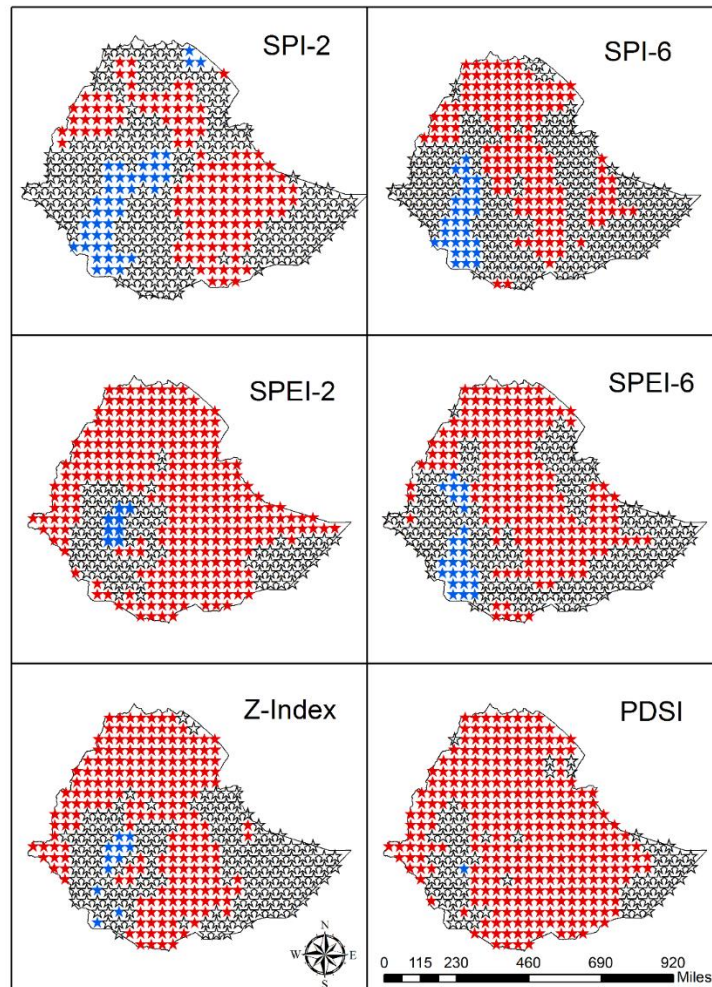 SPI-2
SPI-6
SPEI-2
SPEI-6
Z-Index
PDSI
N
W E
S
0 115 230 460 690 920
Miles